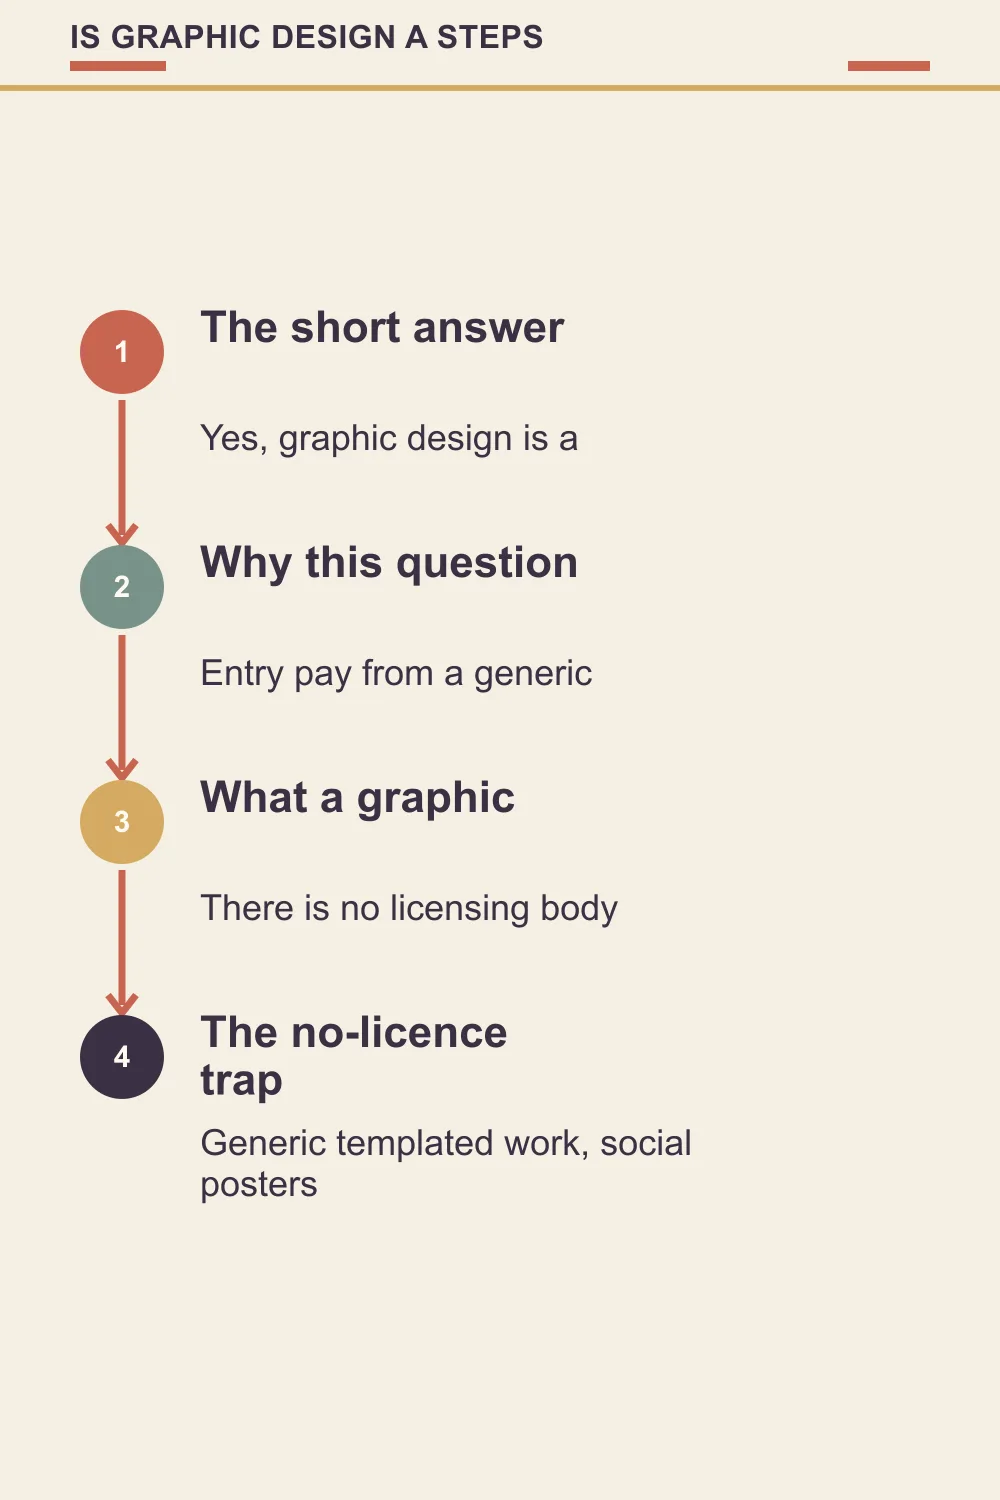 IS GRAPHIC DESIGN A STEPS
1
The short answer
Yes, graphic design is a
2
Why this question
Entry pay from a generic
3
What a graphic
There is no licensing body
4
The no-licence
trap
Generic templated work, social
posters